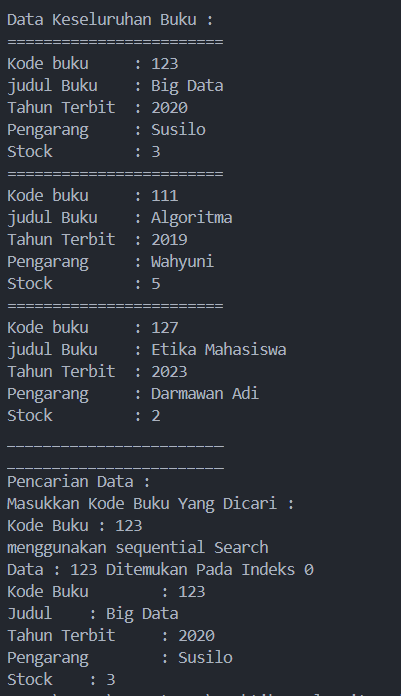 Data Keseluruhan Buku :
========================
Kode buku     : 123
judul Buku    : Big Data
Tahun Terbit  : 2020
Pengarang     : Susilo
Stock         : 3
========================
Kode buku     : 111
judul Buku    : Algoritma
Tahun Terbit  : 2019
Pengarang     : Wahyuni
Stock         : 5
========================
Kode buku     : 127
judul Buku    : Etika Mahasiswa
Tahun Terbit  : 2023
Pengarang     : Darmawan Adi
Stock         : 2
________________________
________________________
Pencarian Data :
Masukkan Kode Buku Yang Dicari :
Kode Buku : 123
menggunakan sequential Search
Data : 123 Ditemukan Pada Indeks 0
Kode Buku        : 123
Judul    : Big Data
Tahun Terbit     : 2020
Pengarang        : Susilo
Stock    : 3